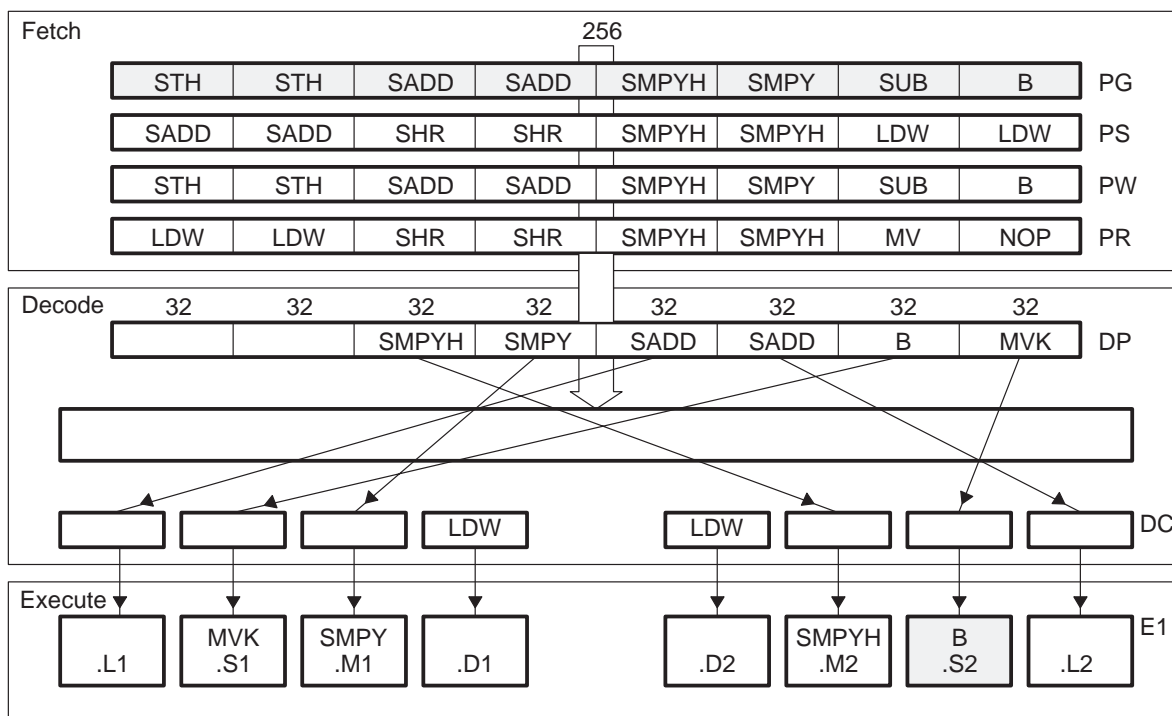 Fetch
256
STH STH SADD SADD SMPYH SMPY SUB B PG
SADD SADD SHR SHR SMPYH SMPYH LDW LDW PS
STH STH SADD SADD SMPYH SMPY SUB B PW
LDW LDW SHR SHR SMPYH SMPYH MV NOP PR
Decode 32 32 32 32 32 32 32 32
SMPYH SMPY SADD SADD B MVK DP
LDW LDW DC
Execute
MVK SMPY SMPYH B E1
.L1 .S1 .M1 .D1 .D2 .M2 .S2 .L2